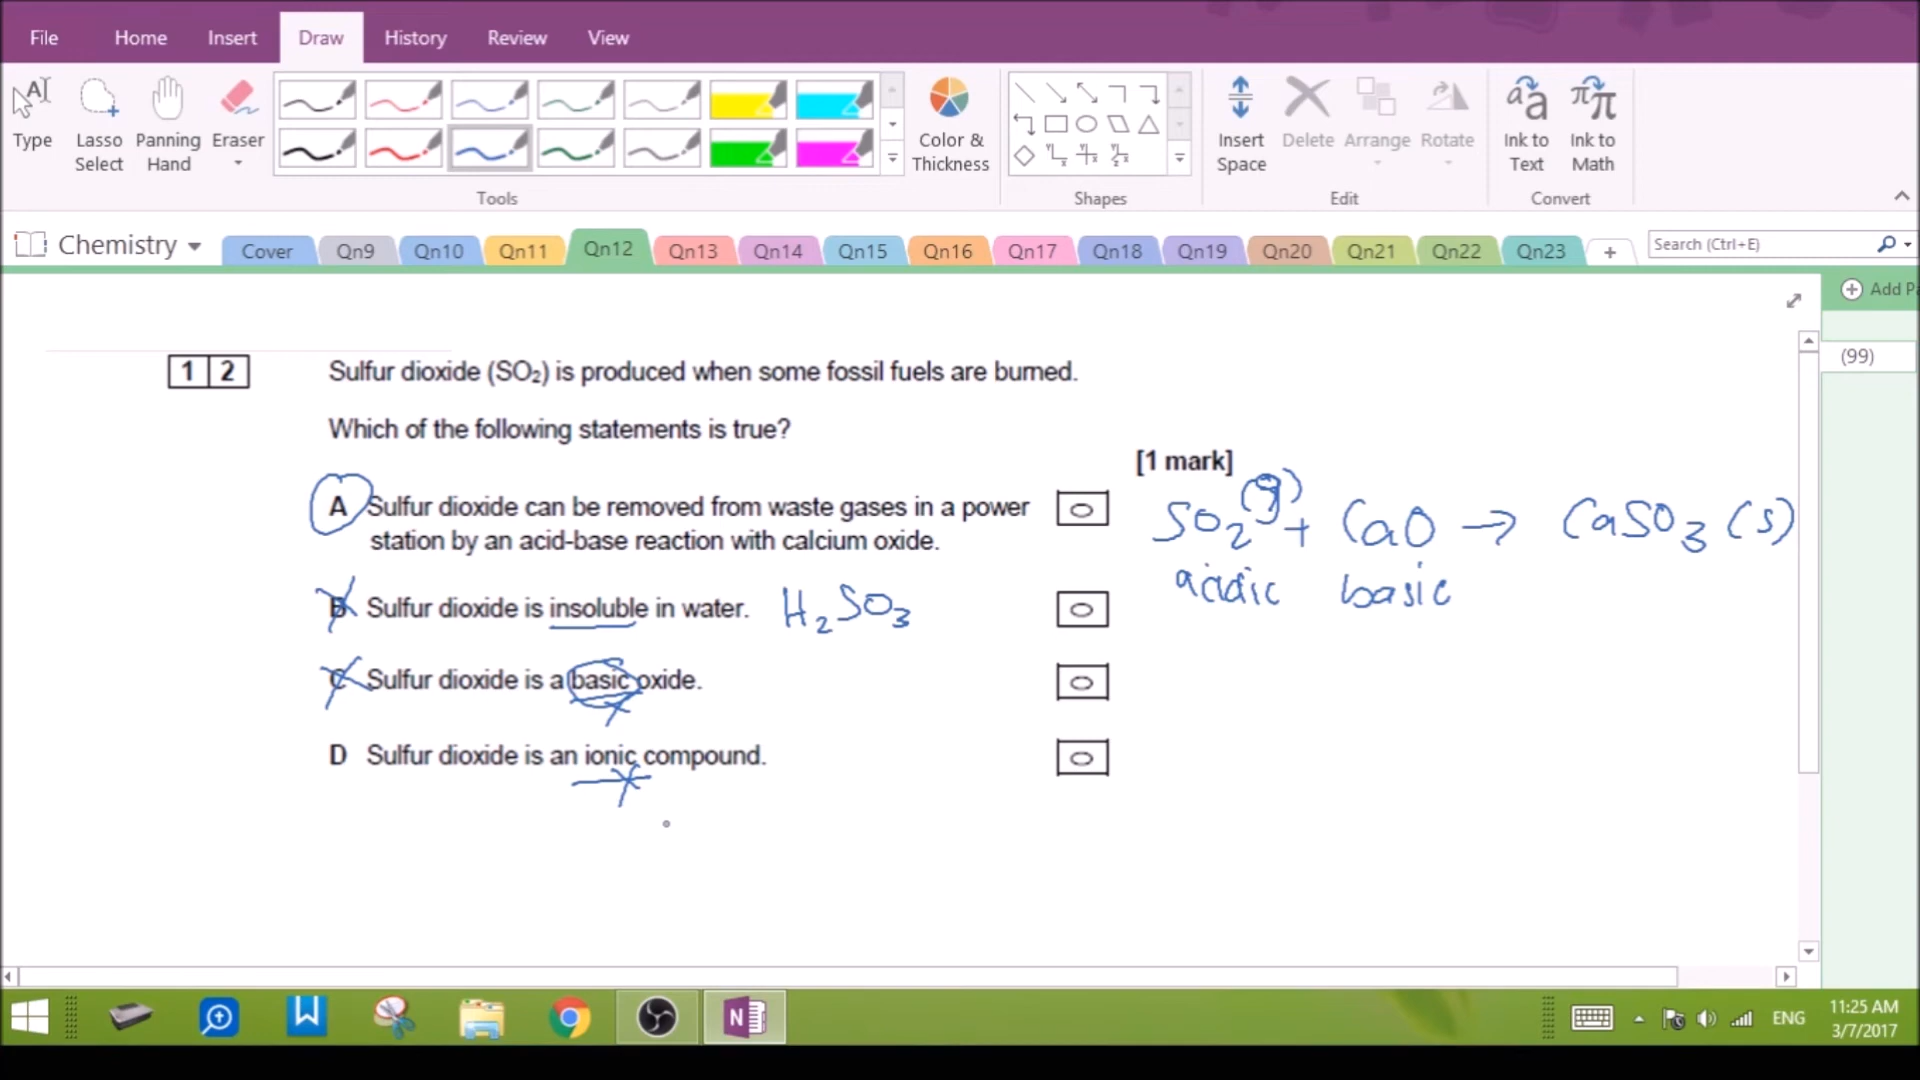 File Home Insert Draw History Review View
Type Lasso Select Panning Hand Eraser Color & Thickness Insert Space Delete Arrange Rotate Ink to Text Ink to Math
Tools Shapes Edit Convert
Chemistry Cover Qn9 Qn10 Qn11 Qn12 Qn13 Qn14 Qn15 Qn16 Qn17 Qn18 Qn19 Qn20 Qn21 Qn22 Qn23 + Search (Ctrl+E)
Add Pa
(99)
1 2 Sulfur dioxide (SO₂) is produced when some fossil fuels are burned.
Which of the following statements is true?
[1 mark]
A Sulfur dioxide can be removed from waste gases in a power
station by an acid-base reaction with calcium oxide.
SO₂(g) + CaO → CaSO₃ (s)
acidic basic
B Sulfur dioxide is insoluble in water. H₂SO₃
C Sulfur dioxide is a basic oxide.
D Sulfur dioxide is an ionic compound.
N ENG 11:25 AM
3/7/2017